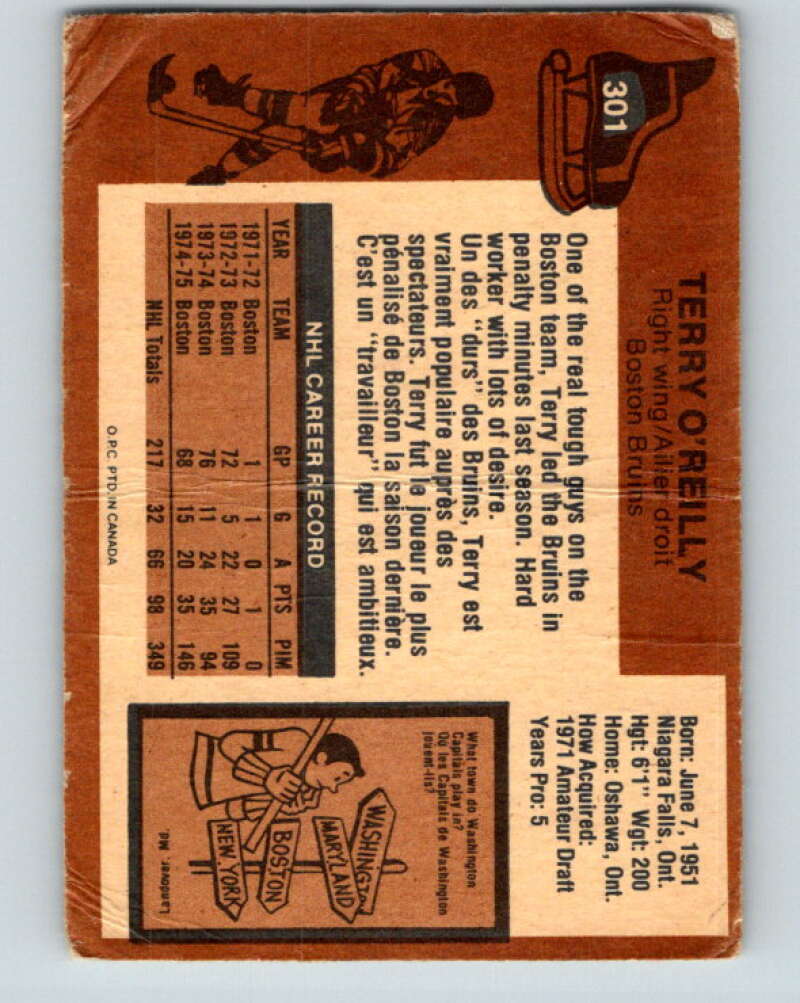 301
TERRY O'REILLY
Right wing/Ailier droit
Boston Bruins
One of the real tough guys on the
Boston team, Terry led the Bruins in
penalty minutes last season. Hard
worker with lots of desire.
Un des "durs" des Bruins, Terry est
vraiment populaire auprès des
spectateurs. Terry fut le joueur le plus
pénalisé de Boston la saison dernière.
C'est un "travailleur" qui est ambitieux.
NHL CAREER RECORD
YEAR TEAM GP G A PTS PIM
1971-72 Boston 1 1 0 1 0
1972-73 Boston 72 5 22 27 109
1973-74 Boston 76 11 24 35 94
1974-75 Boston 68 15 20 35 146
NHL Totals 217 32 66 98 349
O.P.C. PTD. IN CANADA
Born: June 7, 1951
Niagara Falls, Ont.
Hgt: 6'1" Wgt: 200
Home: Oshawa, Ont.
How Acquired:
1971 Amateur Draft
Years Pro: 5
What town do Washington
Capitals play in?
Où les Capitals de Washington
jouent-ils?
WASHINGTON
MARYLAND
BOSTON
NEW YORK
Landover, Md.